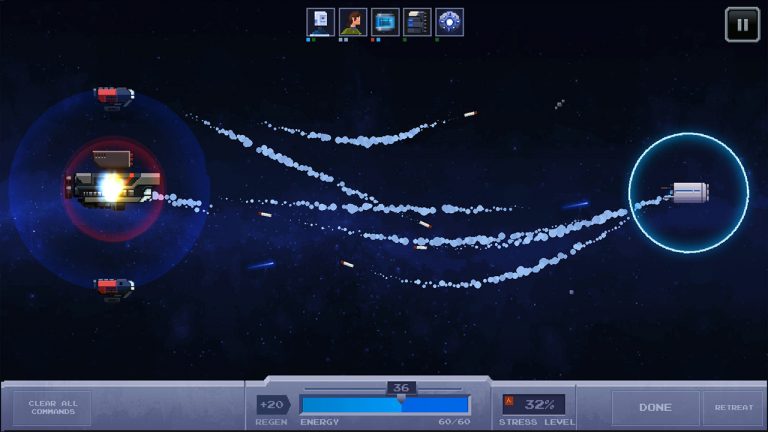 36
CLEAR ALL
COMMANDS
+20
REGEN
ENERGY
60/60
32%
STRESS LEVEL
DONE
RETREAT